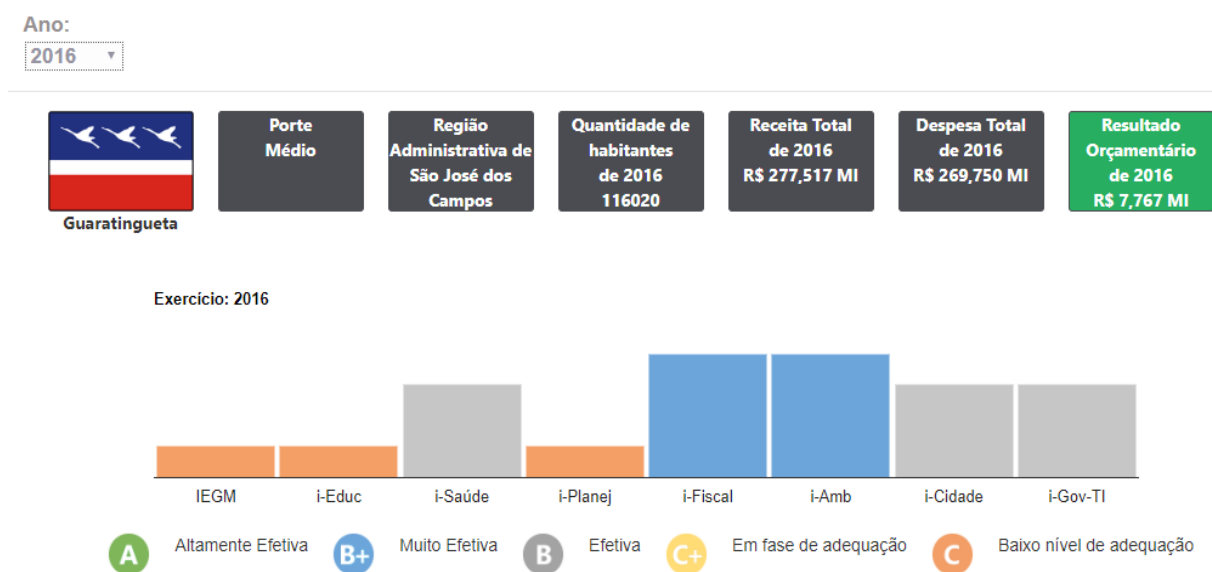 Ano:
2016
Porte
Médio
Região
Administrativa de
São José dos
Campos
Quantidade de
habitantes
de 2016
116020
Receita Total
de 2016
R$ 277,517 MI
Despesa Total
de 2016
R$ 269,750 MI
Resultado
Orçamentário
de 2016
R$ 7,767 MI
Guaratingueta
Exercício: 2016
IEGM i-Educ i-Saúde i-Planej i-Fiscal i-Amb i-Cidade i-Gov-TI
A Altamente Efetiva B+ Muito Efetiva B Efetiva C+ Em fase de adequação C Baixo nível de adequação